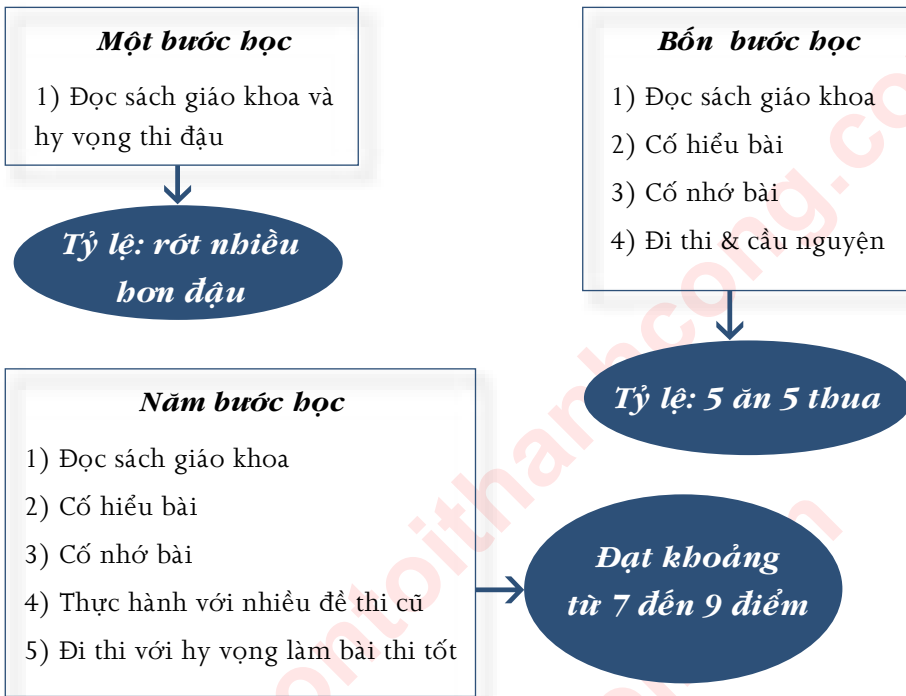 Một bước học
1) Đọc sách giáo khoa và
hy vọng thi đậu
Tỷ lệ: rớt nhiều
hơn đậu
Bốn bước học
1) Đọc sách giáo khoa
2) Cố hiểu bài
3) Cố nhớ bài
4) Đi thi & cầu nguyện
Tỷ lệ: 5 ăn 5 thua
Năm bước học
1) Đọc sách giáo khoa
2) Cố hiểu bài
3) Cố nhớ bài
4) Thực hành với nhiều đề thi cũ
5) Đi thi với hy vọng làm bài thi tốt
Đạt khoảng
từ 7 đến 9 điểm
ontoithanhcong.co